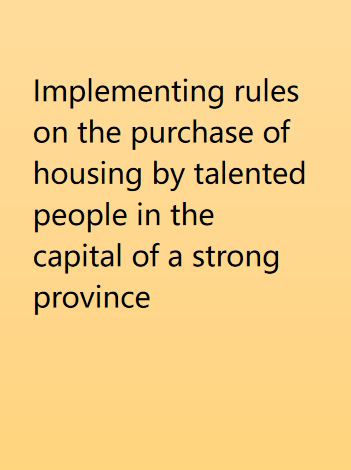 Implementing rules
on the purchase of
housing by talented
people in the
capital of a strong
province